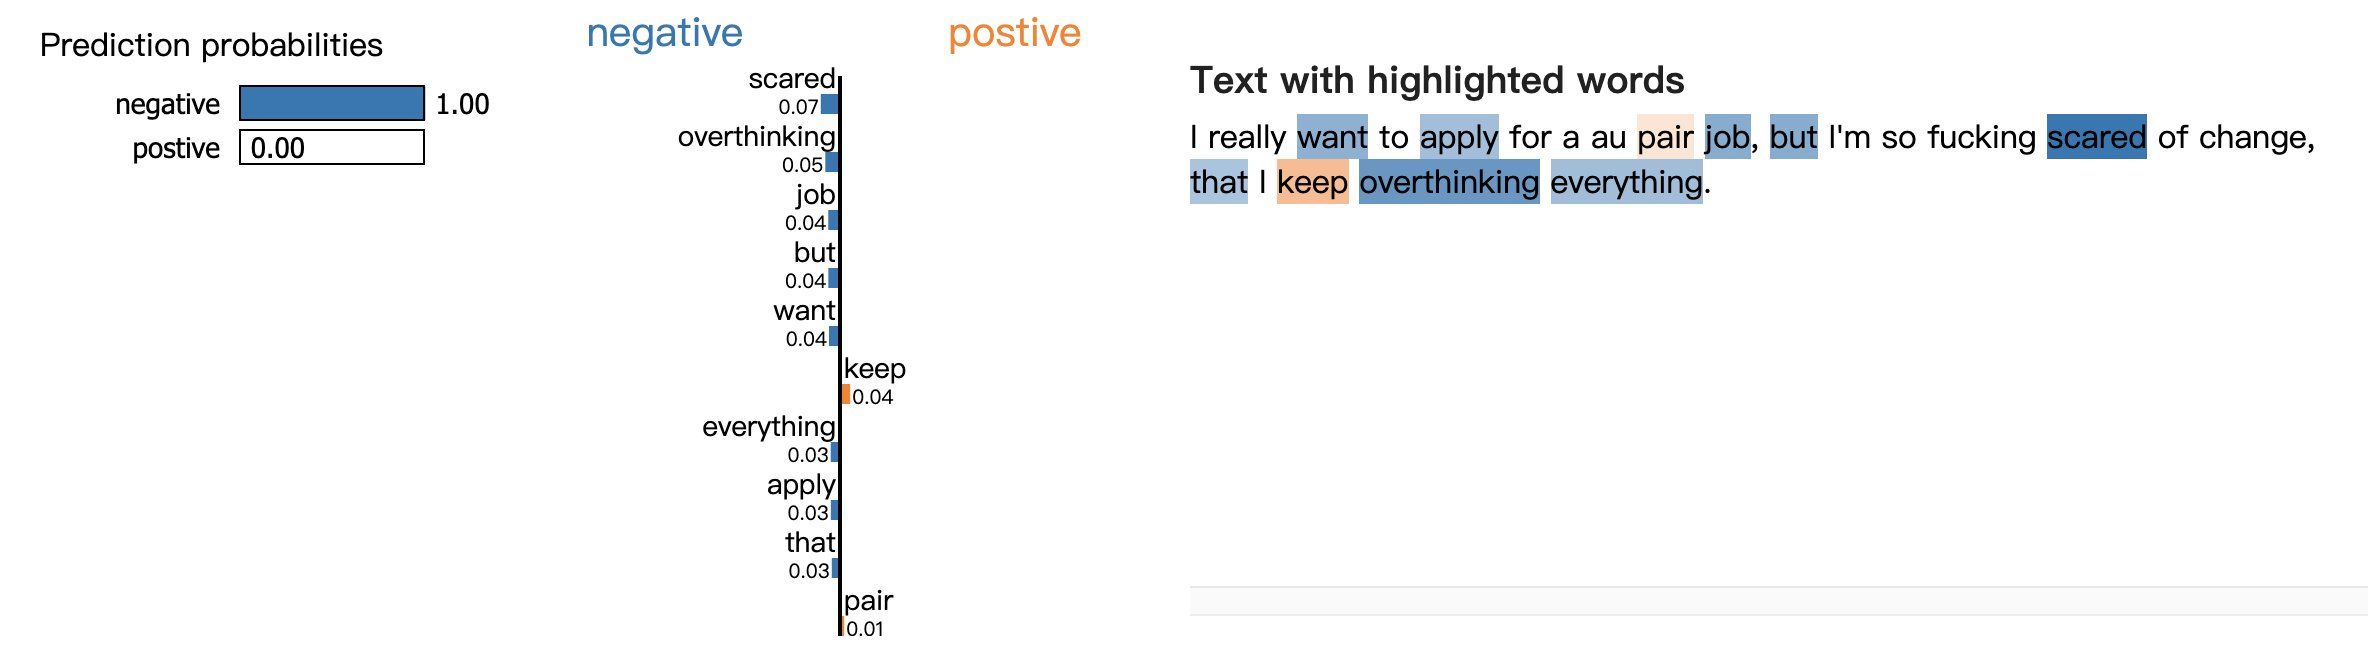 Prediction probabilities
negative 1.00
postive 0.00
negative postive
scared
0.07
overthinking
0.05
job
0.04
but
0.04
want
0.04
keep
0.04
everything
0.03
apply
0.03
that
0.03
pair
0.01
Text with highlighted words
I really want to apply for a au pair job, but I'm so fucking scared of change,
that I keep overthinking everything.